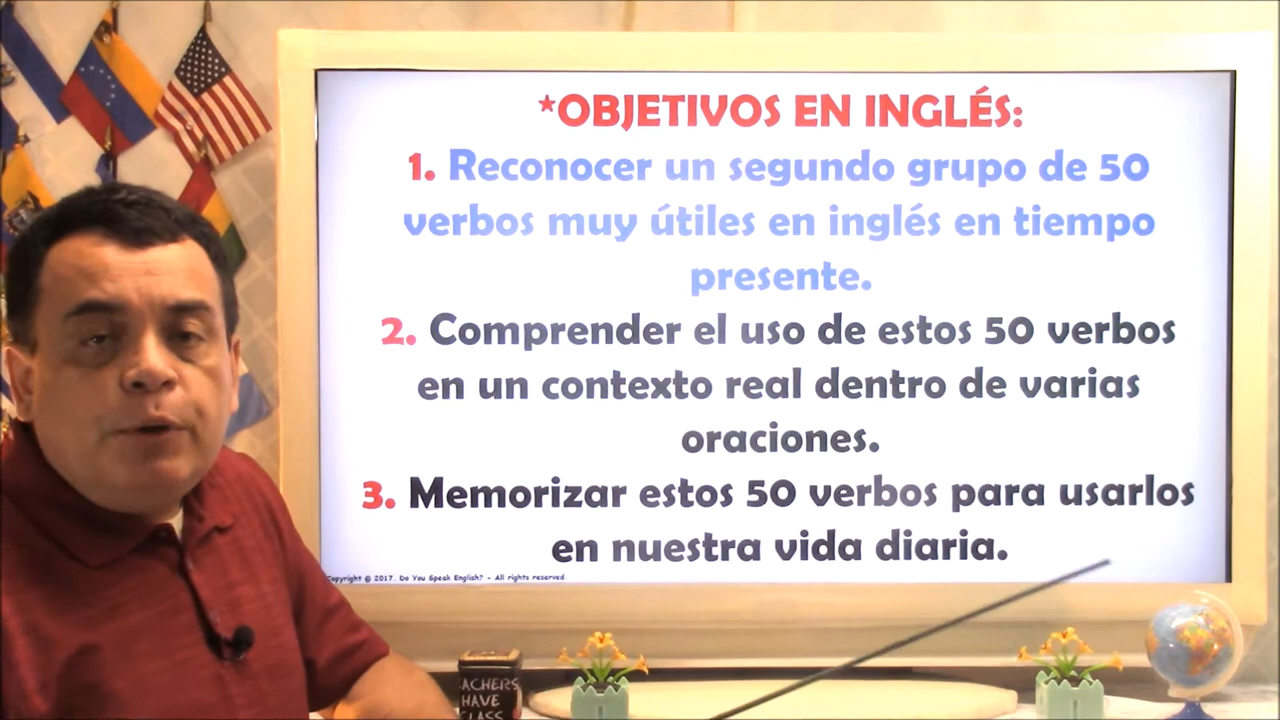 *OBJETIVOS EN INGLÉS:
1. Reconocer un segundo grupo de 50
verbos muy útiles en inglés en tiempo
presente.
2. Comprender el uso de estos 50 verbos
en un contexto real dentro de varias
oraciones.
3. Memorizar estos 50 verbos para usarlos
en nuestra vida diaria.
Copyright @ 2017. Do You Speak English? - All rights reserved.
EACHERS
HAVE
CLASS